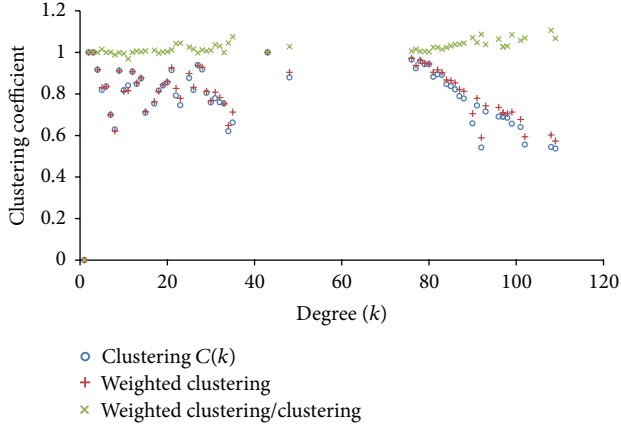 1.2
1
0.8
0.6
0.4
0.2
0
Clustering coefficient
0 20 40 60 80 100 120
Degree (k)
Clustering C(k)
Weighted clustering
Weighted clustering/clustering